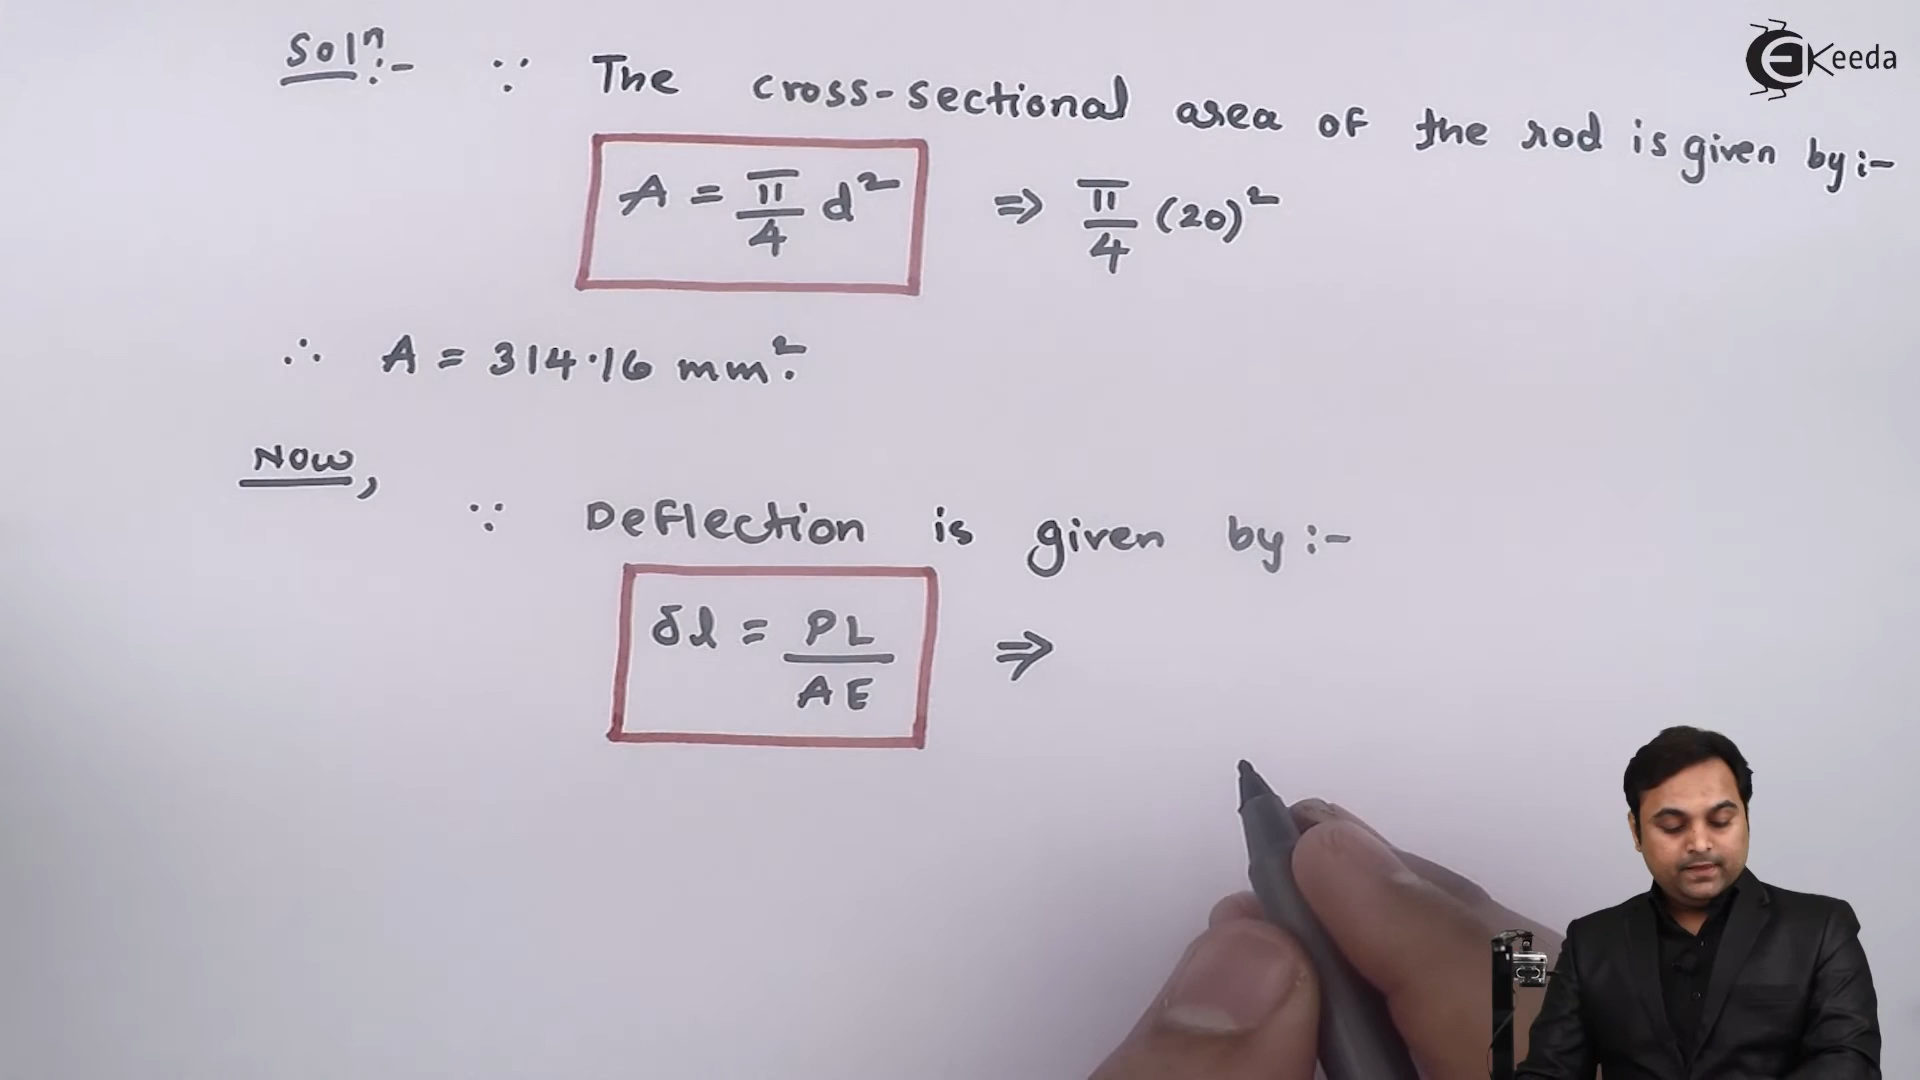 Solⁿ:- ∵ The cross-sectional area of the rod is given by:-
A = π/4 d² ⇒ π/4 (20)²
∴ A = 314.16 mm².
Now,
∵ Deflection is given by:-
δl = PL/AE ⇒
EKeeda